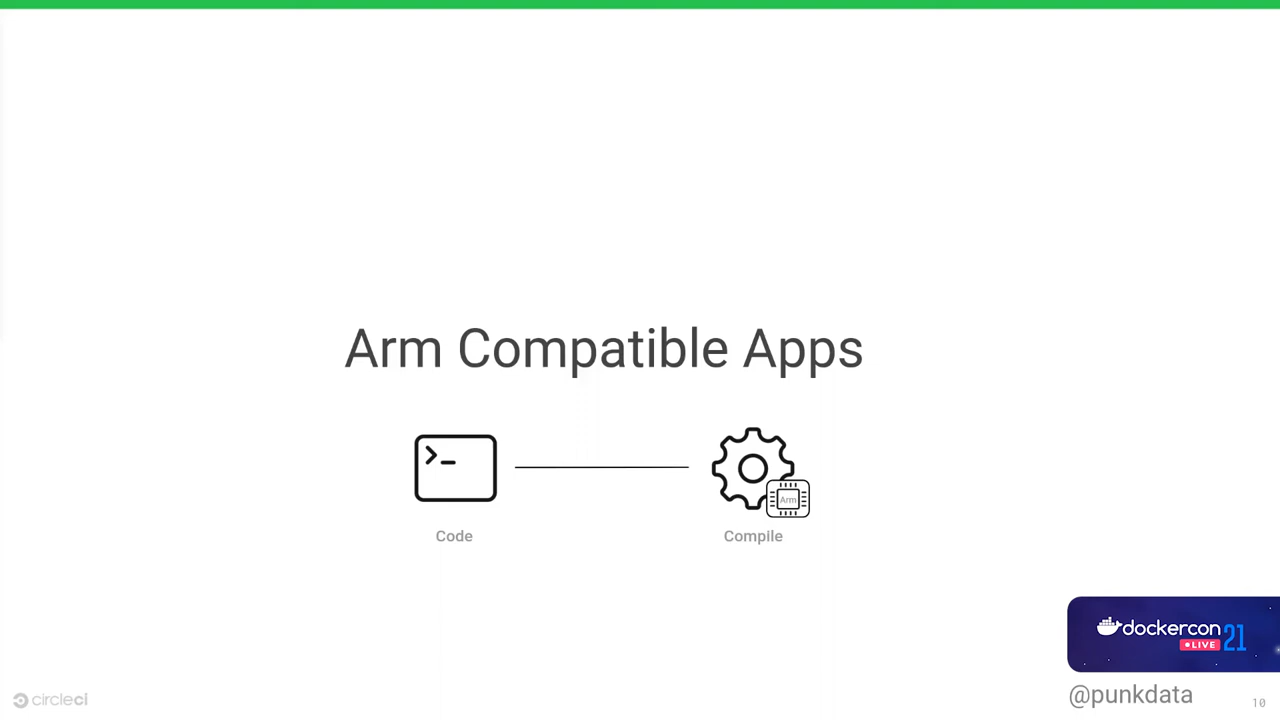 Arm Compatible Apps
>_
Arm
Code
Compile
dockercon
LIVE
21
@punkdata
circleci
10